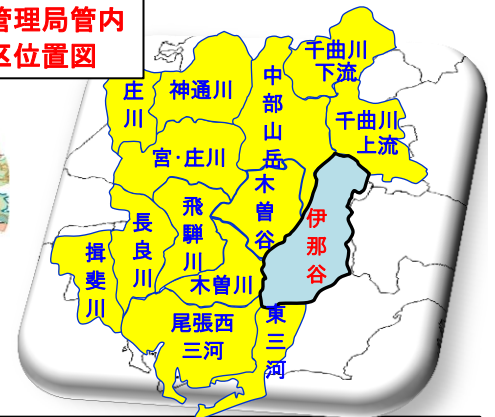 管理局管内
区位置図
千曲川
下流
庄川
神通川
中部山岳
千曲川
上流
宮・庄川
木曽谷
飛騨川
伊那谷
長良川
揖斐川
木曽川
尾張西
三河
東三河